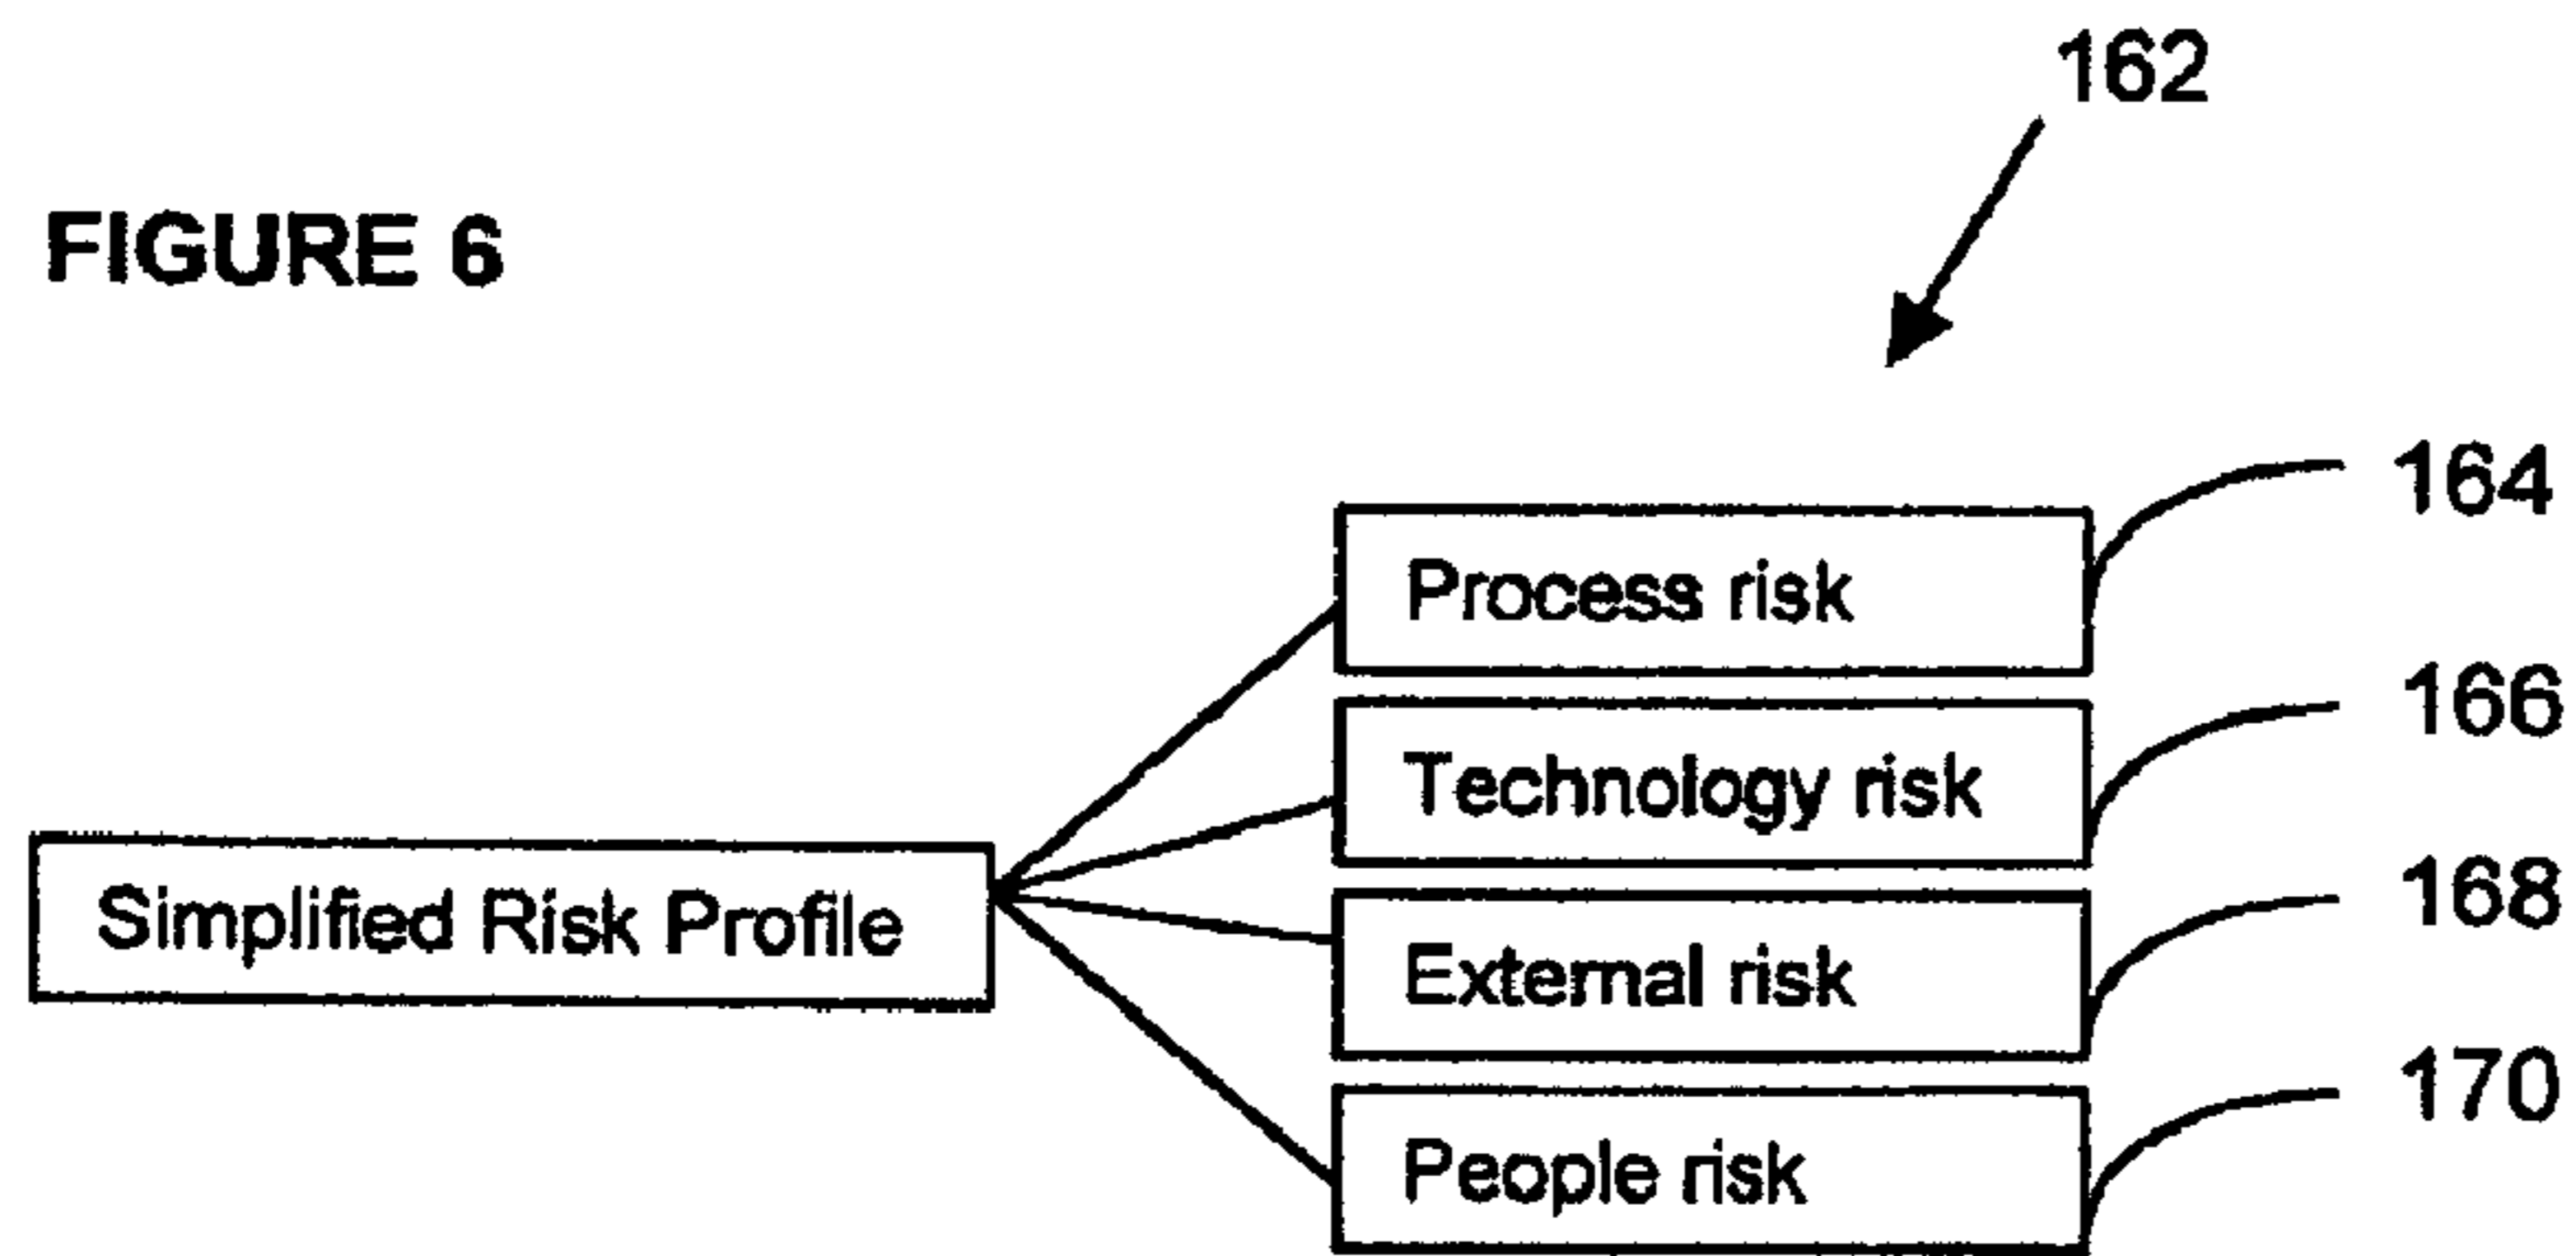 162
FIGURE 6
164
Process risk
166
Technology risk
168
Simplified Risk Profile
External risk
170
People risk